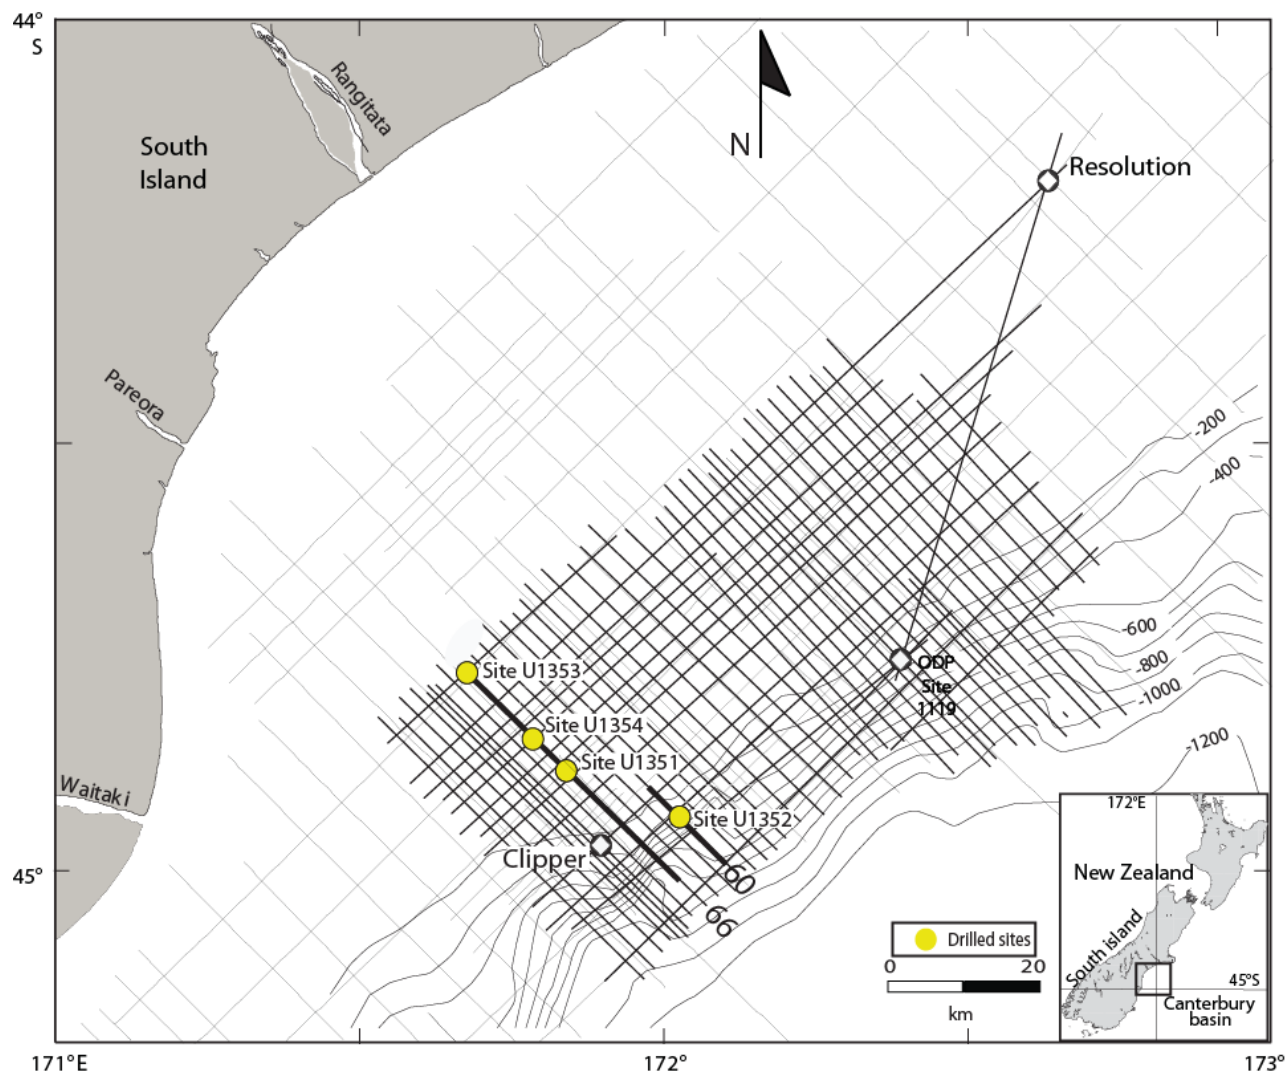 44°
S
Rangitata
South
Island
N
Resolution
Pareora
-200
-400
-600
-800
-1000
-1200
Site U1353
ODP
Site
1119
Site U1354
Site U1351
Site U1352
Waitaki
Clipper
45°
60
66
Drilled sites
0 20
km
172°E
New Zealand
South island
45°S
Canterbury
basin
171°E
172°
173°